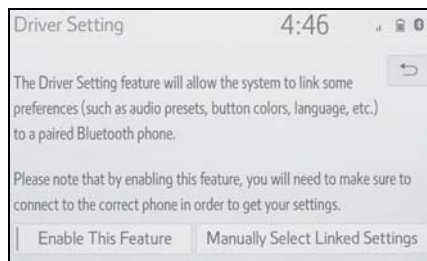 Driver Setting 4:46
The Driver Setting feature will allow the system to link some
preferences (such as audio presets, button colors, language, etc.)
to a paired Bluetooth phone.
Please note that by enabling this feature, you will need to make sure to
connect to the correct phone in order to get your settings.
Enable This Feature Manually Select Linked Settings